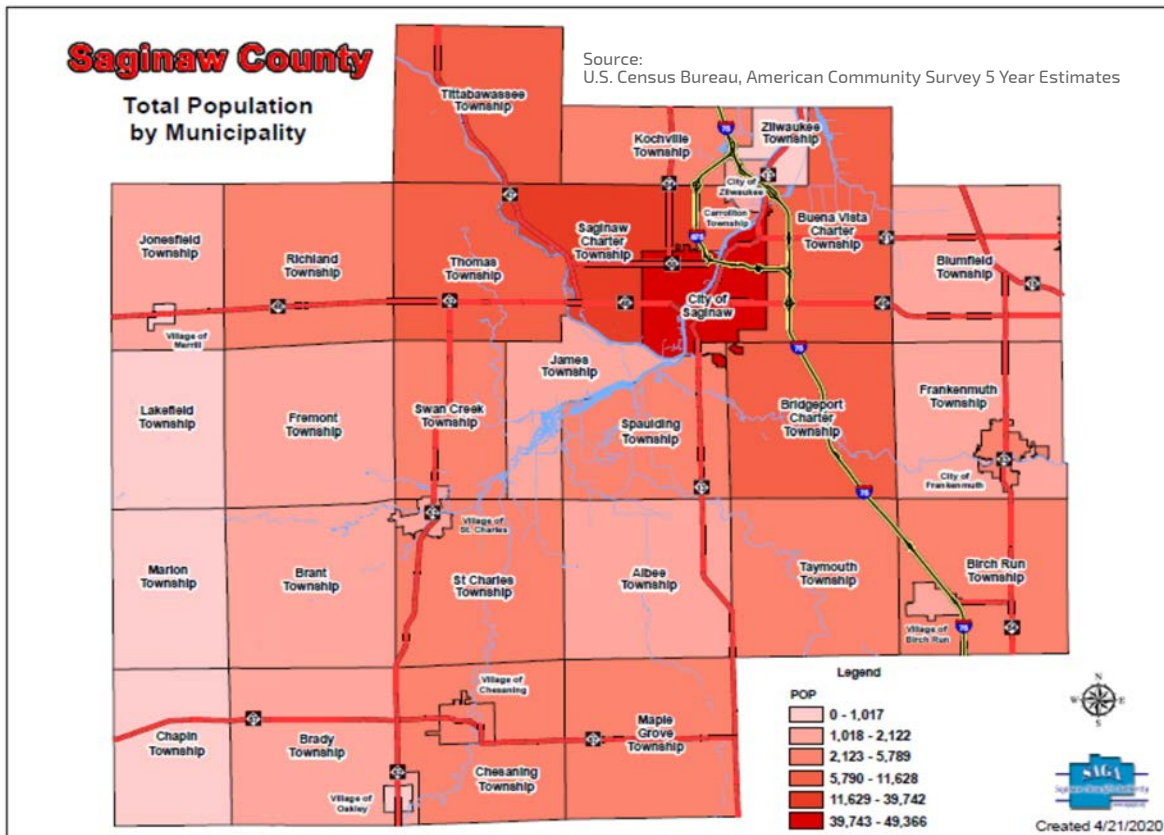 Saginaw County
Total Population
by Municipality
Source:
U.S. Census Bureau, American Community Survey 5 Year Estimates
Tittabawassee
Township
Kochville
Township
Zilwaukee
Township
City of
Zilwaukee
Carrollton
Township
Saginaw
Charter
Township
Buena Vista
Charter
Township
Jonesfield
Township
Richland
Township
Thomas
Township
Blumfield
Township
City of
Saginaw
Village of
Merrill
James
Township
Lakefield
Township
Fremont
Township
Swan Creek
Township
Spaulding
Township
Bridgeport
Charter
Township
Frankenmuth
Township
City of
Frankenmuth
Village of
St. Charles
Marion
Township
Brant
Township
St Charles
Township
Albee
Township
Taymouth
Township
Birch Run
Township
Village of
Birch Run
Village of
Chesaning
Chapin
Township
Brady
Township
Chesaning
Township
Maple
Grove
Township
Village of
Oakley
75
75
75
75
Legend
POP
0 - 1,017
1,018 - 2,122
2,123 - 5,789
5,790 - 11,628
11,629 - 39,742
39,743 - 49,366
N
W
E
S
SAGA
Created 4/21/2020